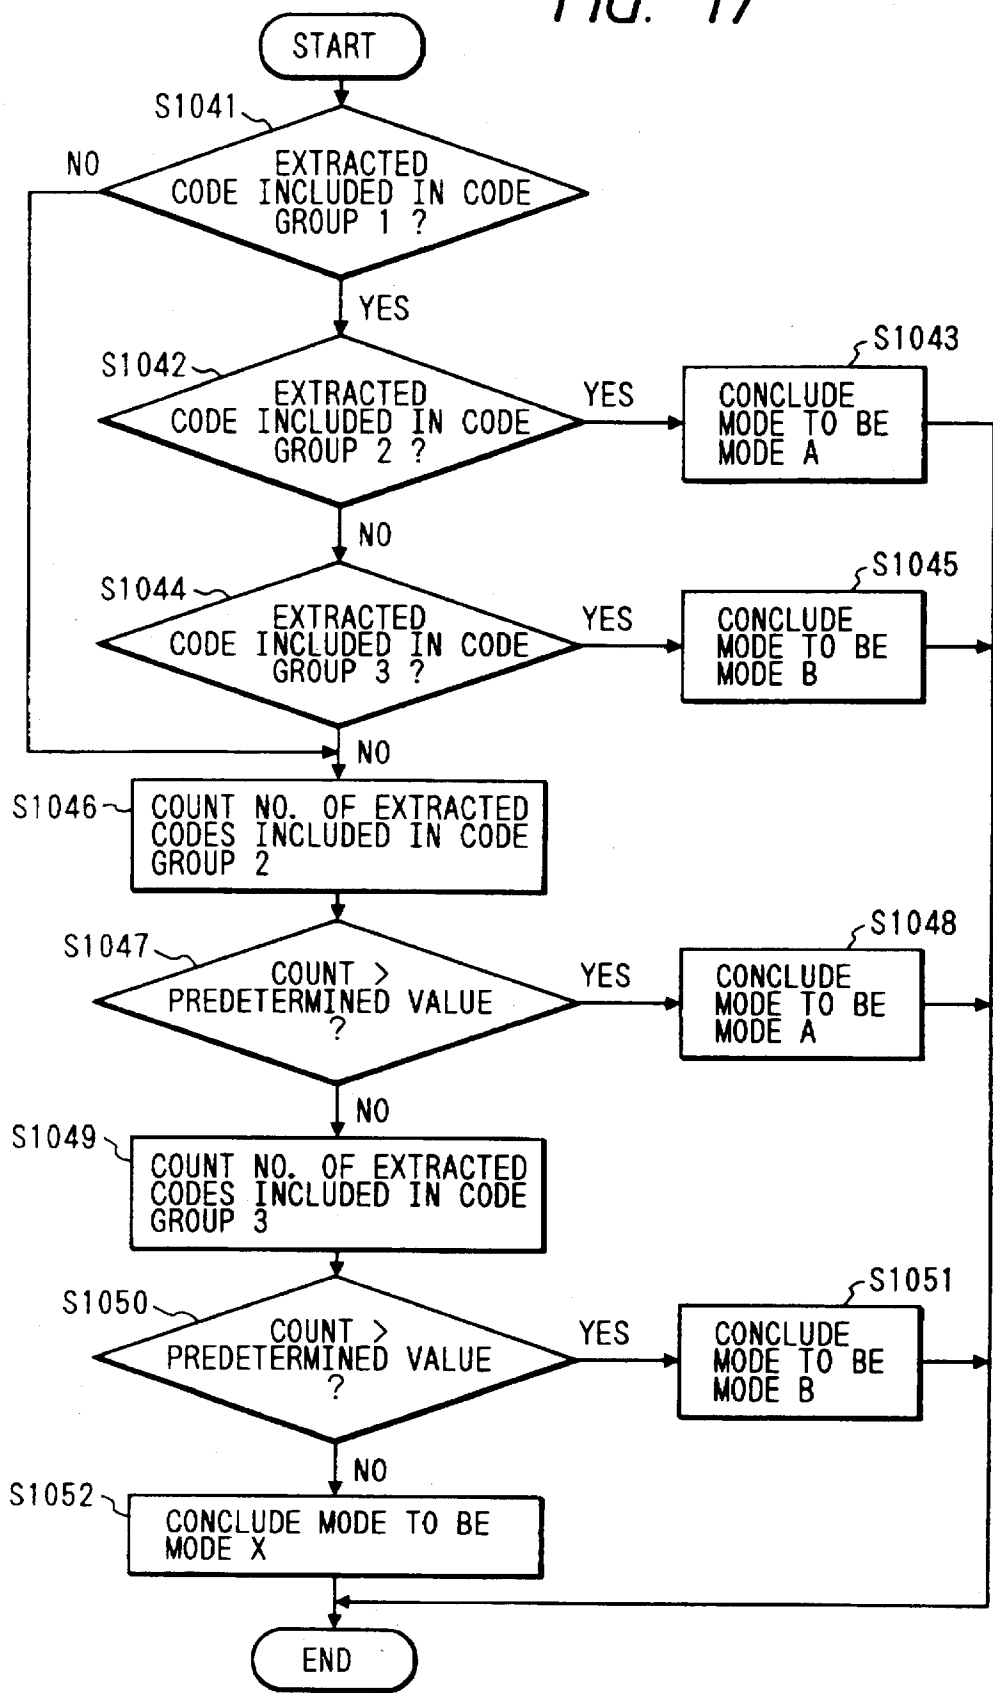 FIG. 17
START
S1041
NO
EXTRACTED
CODE INCLUDED IN CODE
GROUP 1 ?
YES
S1042
EXTRACTED
CODE INCLUDED IN CODE
GROUP 2 ?
YES
S1043
CONCLUDE
MODE TO BE
MODE A
NO
S1044
EXTRACTED
CODE INCLUDED IN CODE
GROUP 3 ?
YES
S1045
CONCLUDE
MODE TO BE
MODE B
NO
S1046
COUNT NO. OF EXTRACTED
CODES INCLUDED IN CODE
GROUP 2
S1047
COUNT >
PREDETERMINED VALUE
?
YES
S1048
CONCLUDE
MODE TO BE
MODE A
NO
S1049
COUNT NO. OF EXTRACTED
CODES INCLUDED IN CODE
GROUP 3
S1050
COUNT >
PREDETERMINED VALUE
?
YES
S1051
CONCLUDE
MODE TO BE
MODE B
NO
S1052
CONCLUDE MODE TO BE
MODE X
END